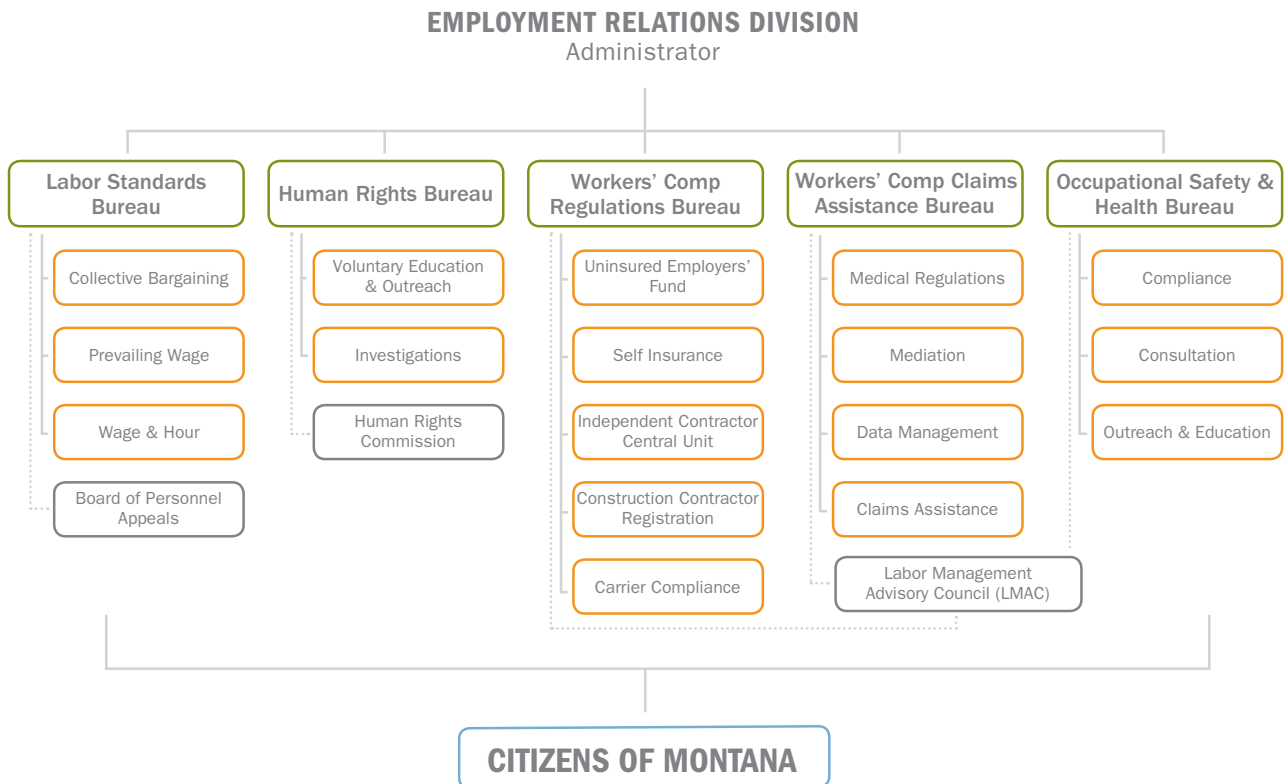 EMPLOYMENT RELATIONS DIVISION
Administrator
Labor Standards
Bureau
Collective Bargaining
Prevailing Wage
Wage & Hour
Board of Personnel
Appeals
Human Rights Bureau
Voluntary Education
& Outreach
Investigations
Human Rights
Commission
Workers' Comp
Regulations Bureau
Uninsured Employers'
Fund
Self Insurance
Independent Contractor
Central Unit
Construction Contractor
Registration
Carrier Compliance
Workers' Comp Claims
Assistance Bureau
Medical Regulations
Mediation
Data Management
Claims Assistance
Labor Management
Advisory Council (LMAC)
Occupational Safety &
Health Bureau
Compliance
Consultation
Outreach & Education
CITIZENS OF MONTANA